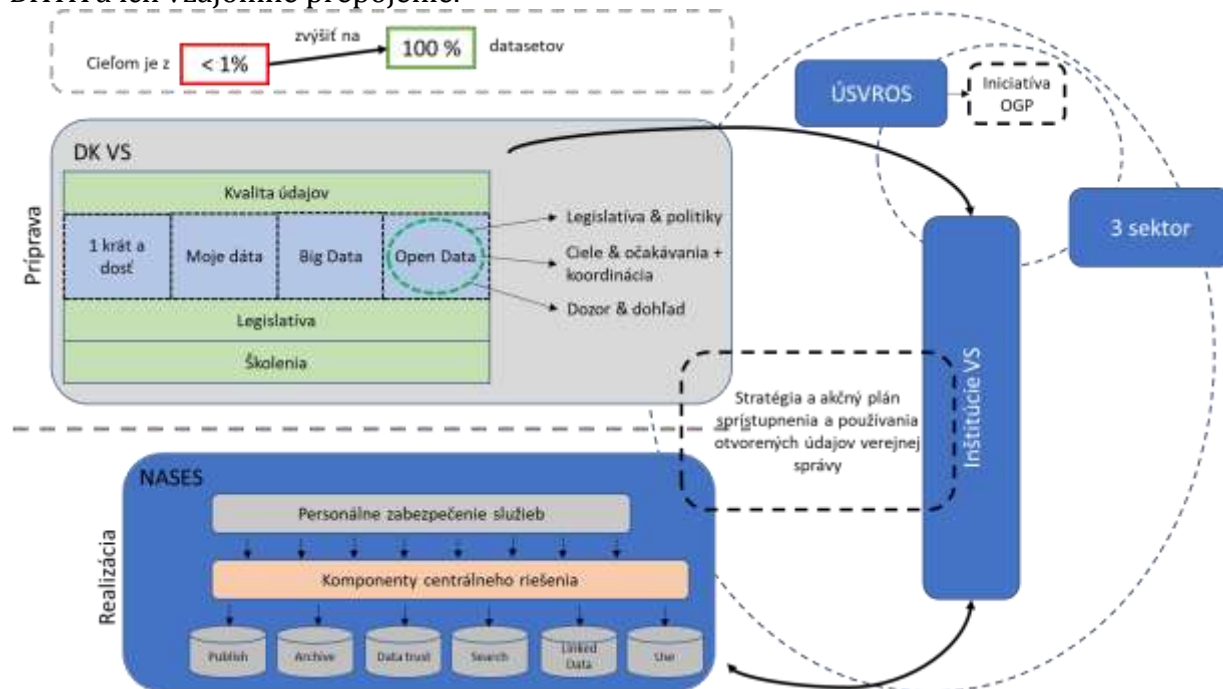 a ich vzájomné prepojenie.
Cieľom je z
< 1%
zvýšiť na
100 %
datasetov
ÚSVROS
Iniciatíva
OGP
3 sektor
DK VS
Príprava
Kvalita údajov
1 krát a
dosť
Moje dáta
Big Data
Open Data
Legislatíva
Školenia
Legislatíva & politiky
Ciele & očakávania +
koordinácia
Dozor & dohľad
Inštitúcie VS
Stratégia a akčný plán
sprístupnenia a používania
otvorených údajov verejnej
správy
NASES
Realizácia
Personálne zabezpečenie služieb
Komponenty centrálneho riešenia
Publish
Archive
Data trust
Search
Linked
Data
Use